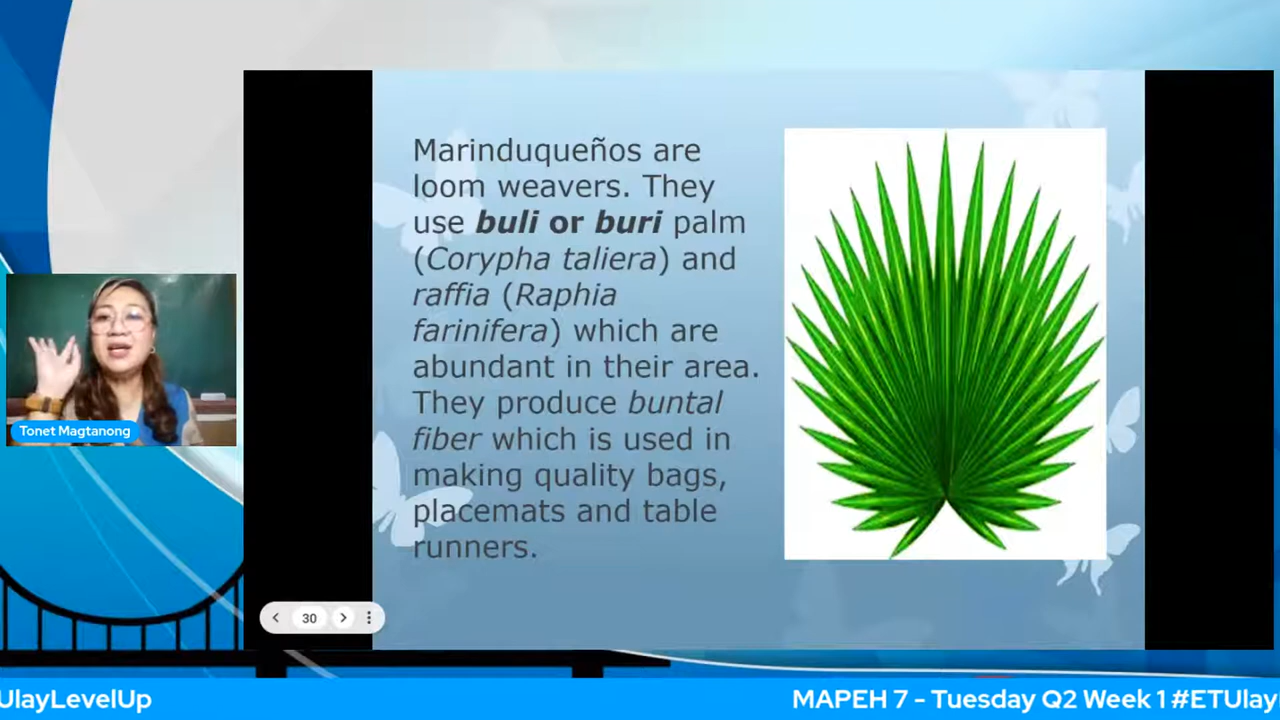 Marinduqueños are
loom weavers. They
use buli or buri palm
(Corypha taliera) and
raffia (Raphia
farinifera) which are
abundant in their area.
They produce buntal
fiber which is used in
making quality bags,
placemats and table
runners.
Tonet Magtanong
30
UlayLevelUp
MAPEH 7 - Tuesday Q2 Week 1 #ETUlay